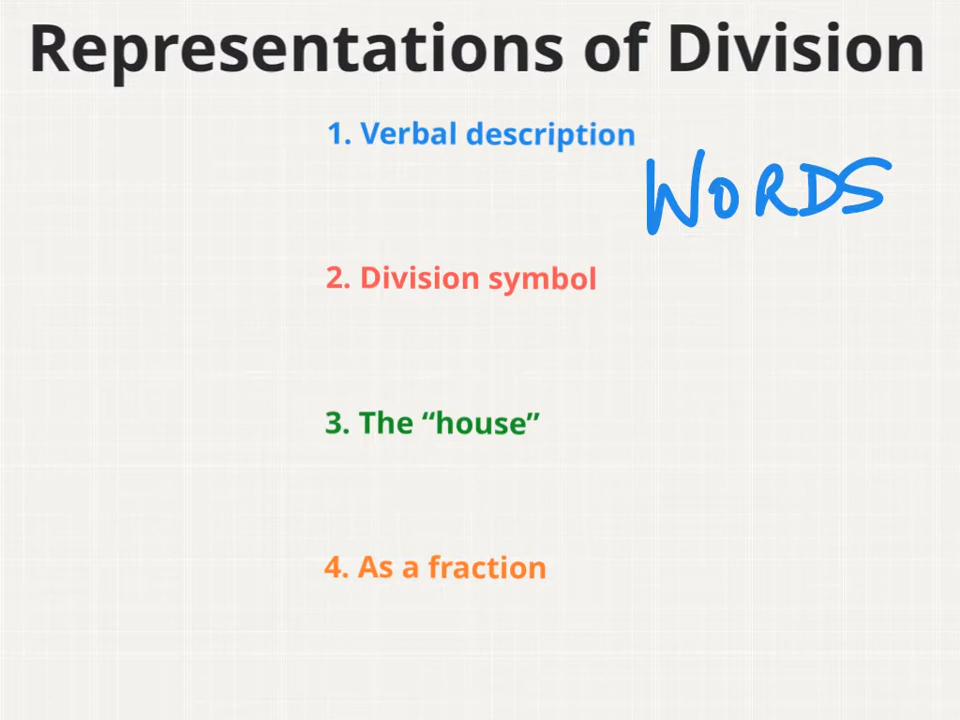 Representations of Division
1. Verbal description
WORDS
2. Division symbol
3. The “house”
4. As a fraction